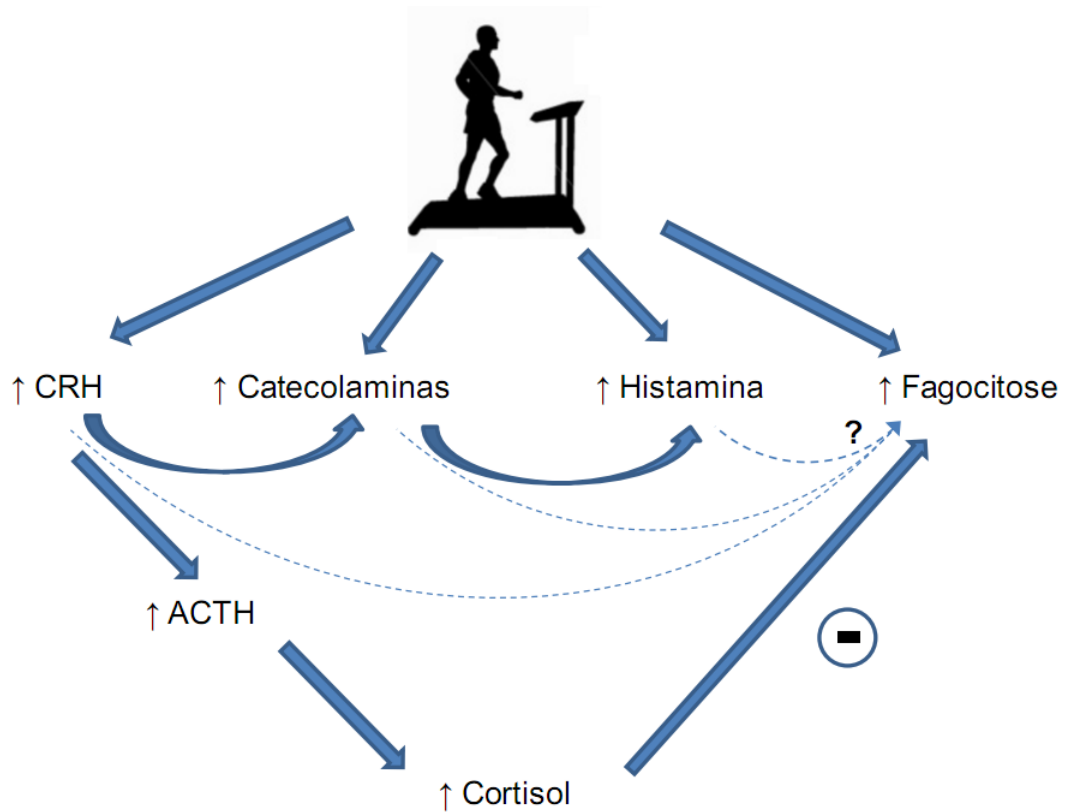 ↑ CRH
↑ Catecolaminas
↑ Histamina
↑ Fagocitose
?
↑ ACTH
-
↑ Cortisol